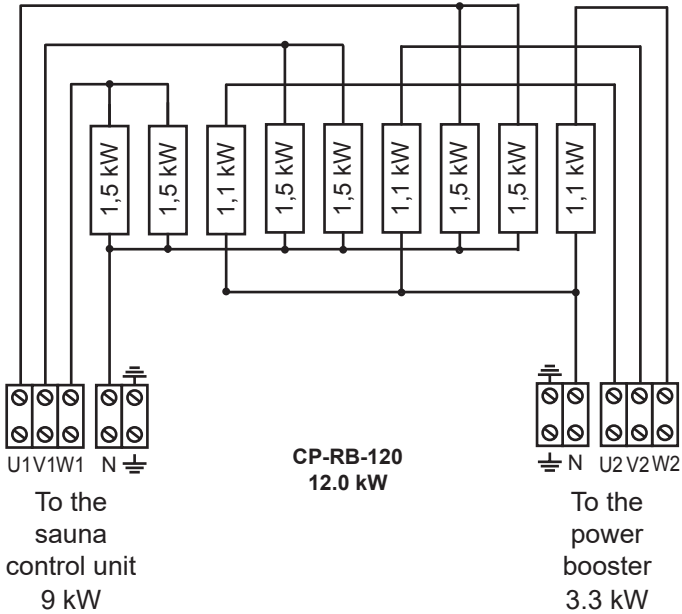 1,5 kW
1,5 kW
1,1 kW
1,5 kW
1,5 kW
1,1 kW
1,5 kW
1,5 kW
1,1 kW
U1 V1 W1 N
To the
sauna
control unit
9 kW
CP-RB-120
12.0 kW
N U2 V2 W2
To the
power
booster
3.3 kW